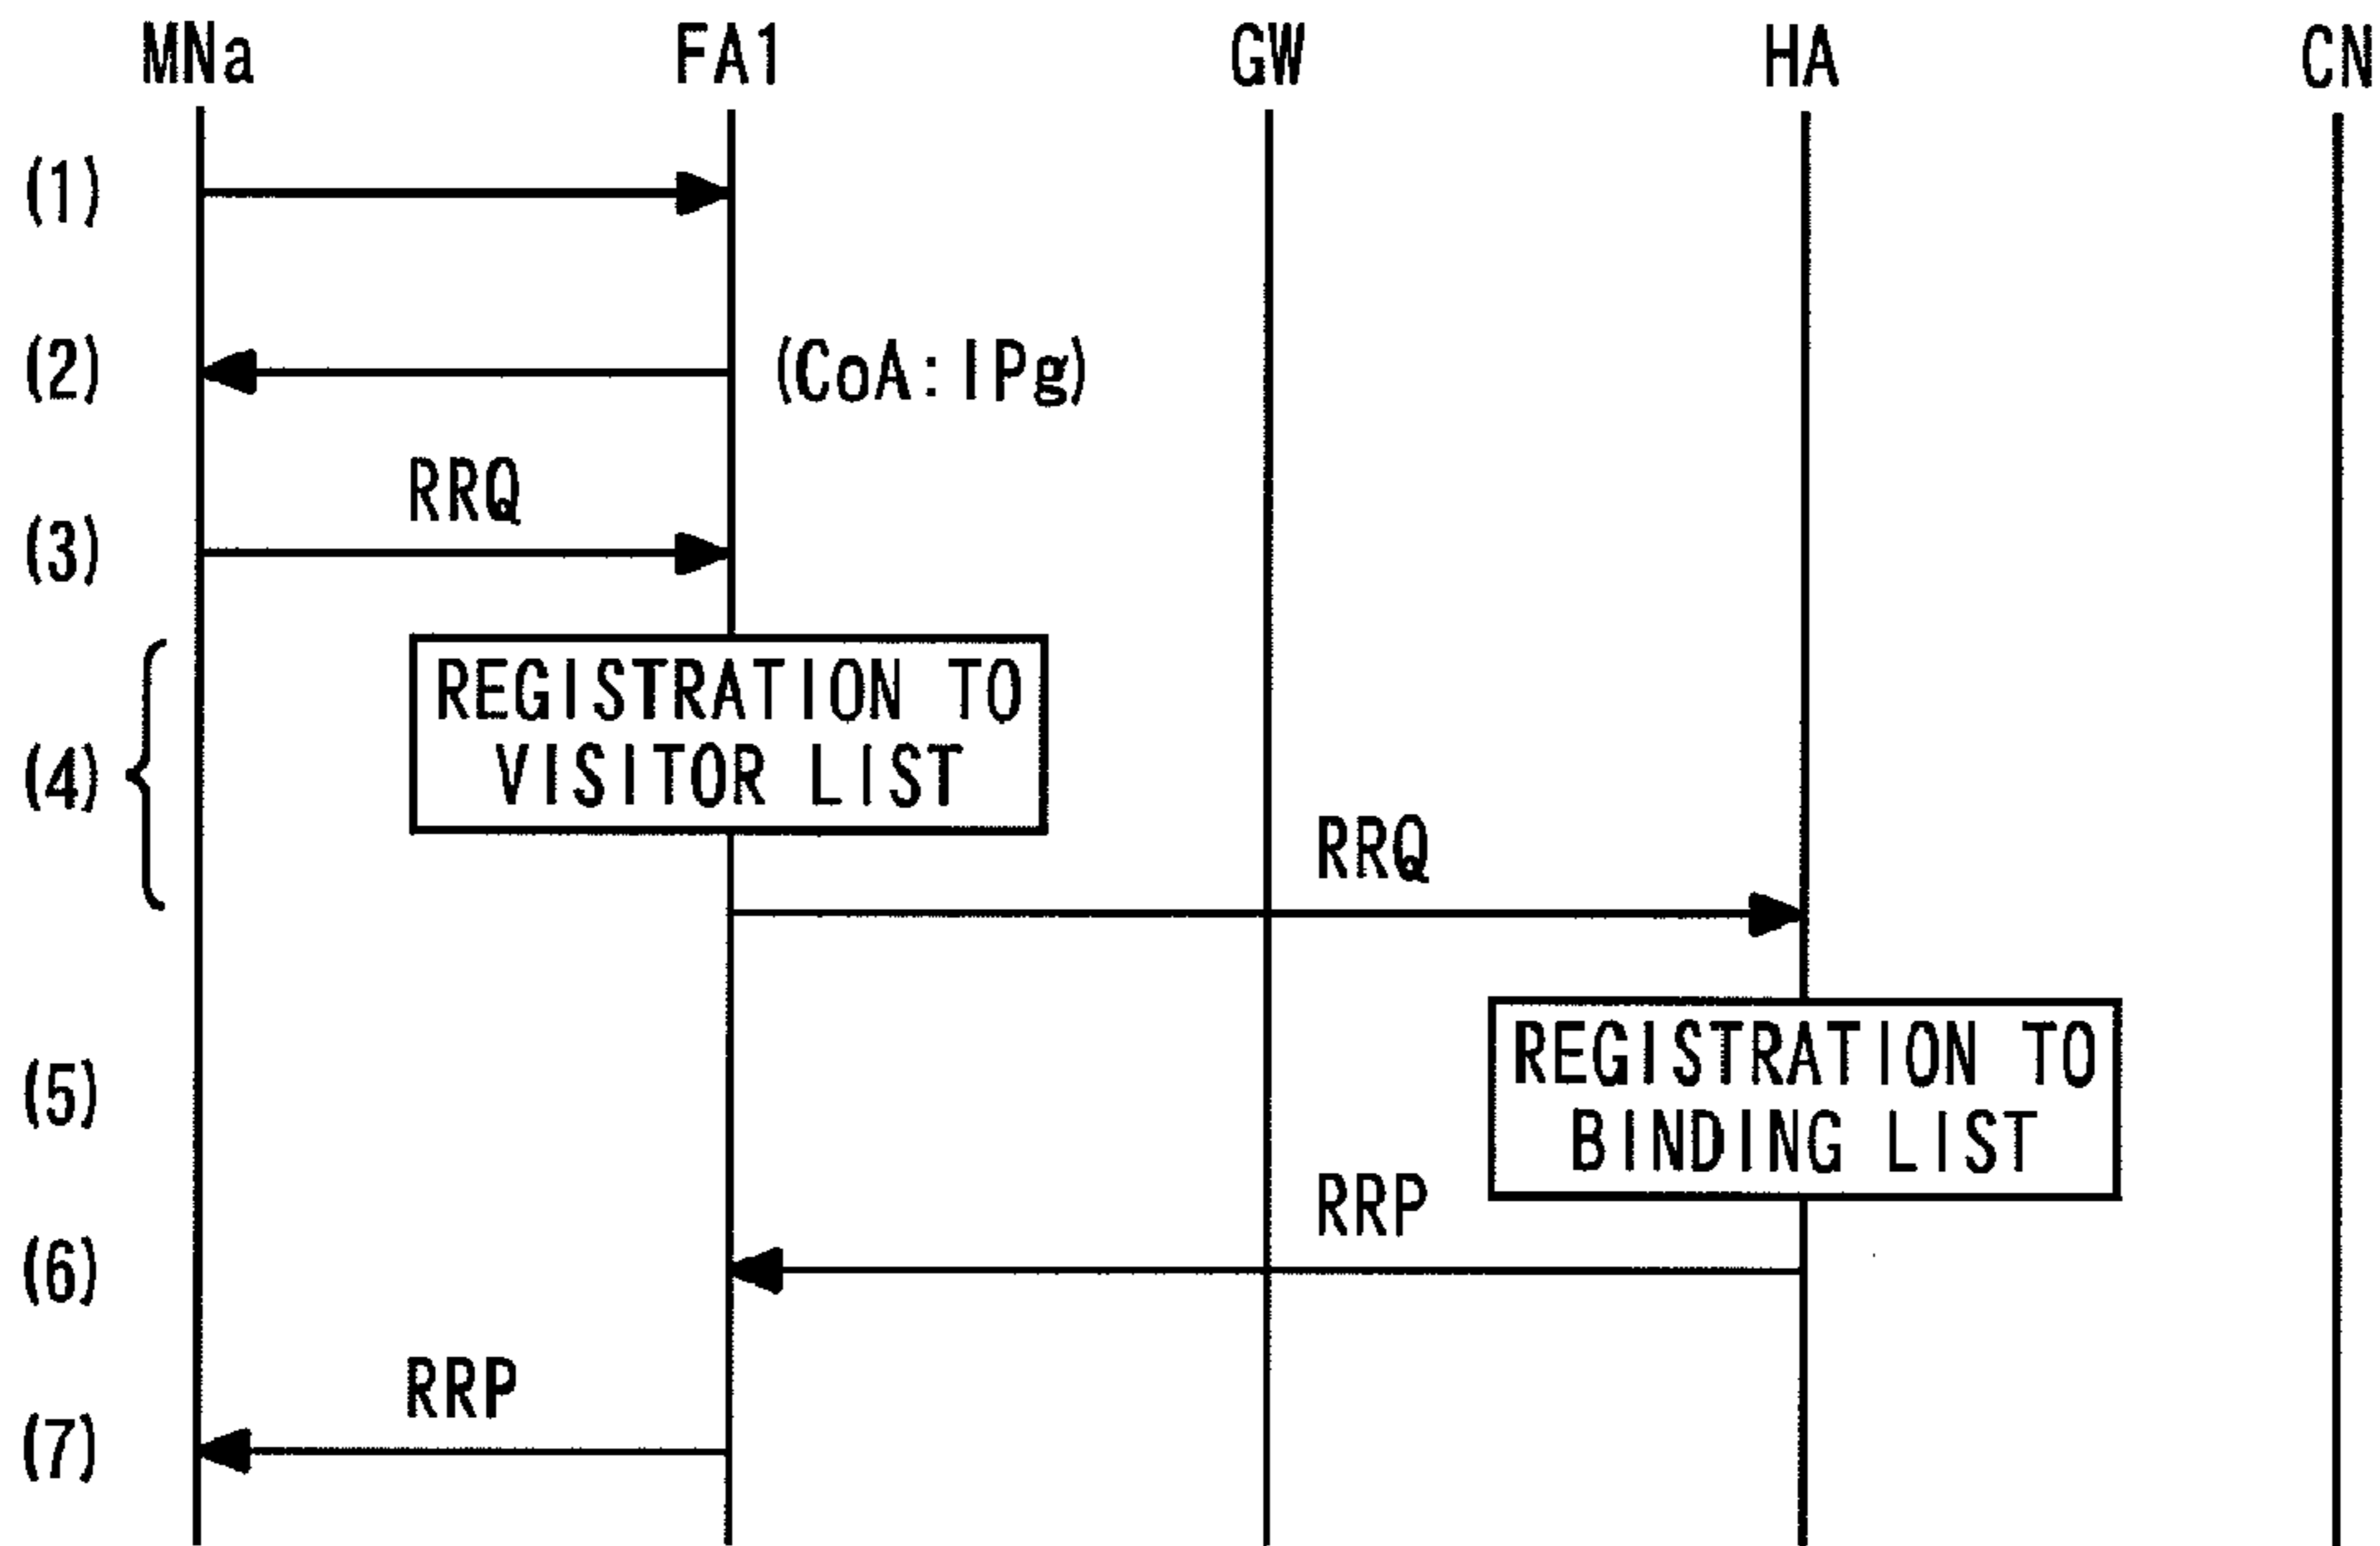 MNa FA1 GW HA CN
(1)
(2) (CoA:IPg)
RRQ
(3)
REGISTRATION TO
VISITOR LIST
(4)
RRQ
REGISTRATION TO
(5)
BINDING LIST
RRP
(6)
RRP
(7)